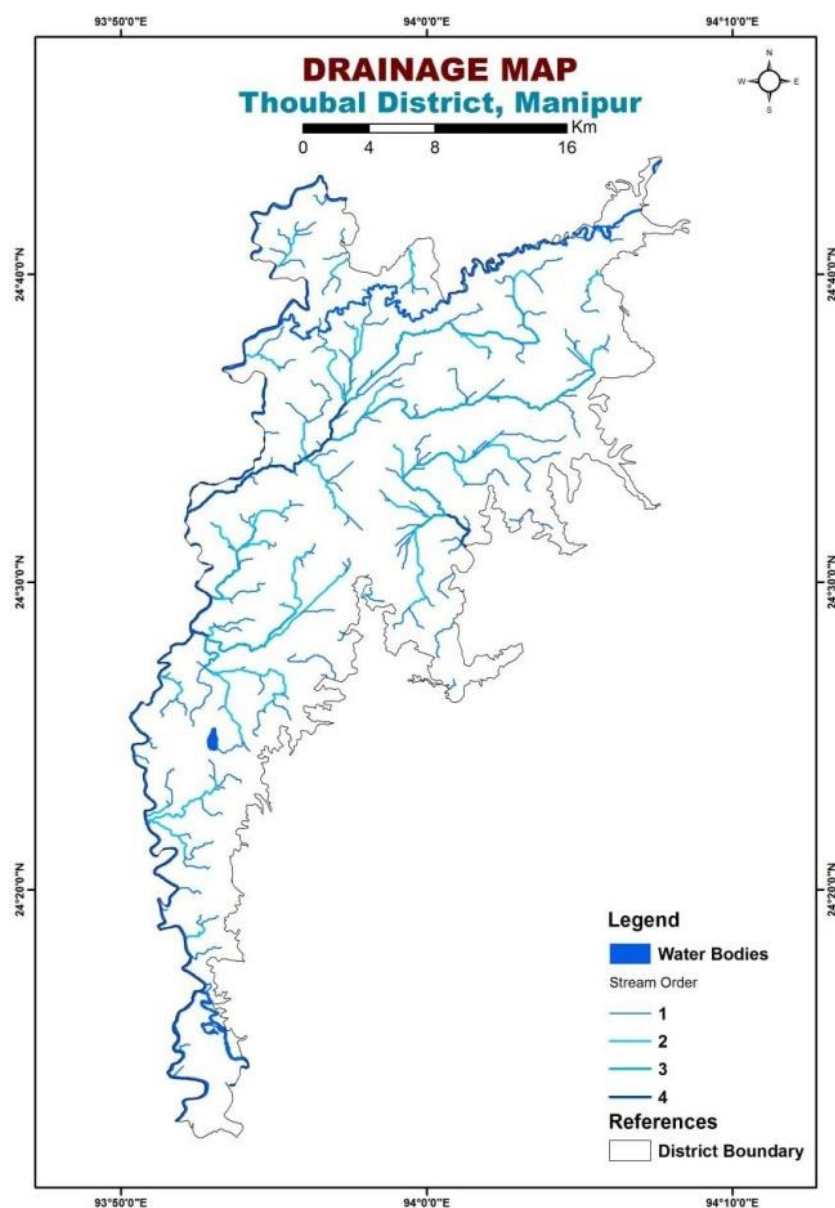 93°50'0"E 94°0'0"E 94°10'0"E
DRAINAGE MAP
Thoubal District, Manipur
N
W E
S
Km
0 4 8 16
24°40'0"N 24°40'0"N
24°30'0"N 24°30'0"N
24°20'0"N 24°20'0"N
Legend
Water Bodies
Stream Order
1
2
3
4
References
District Boundary
93°50'0"E 94°0'0"E 94°10'0"E